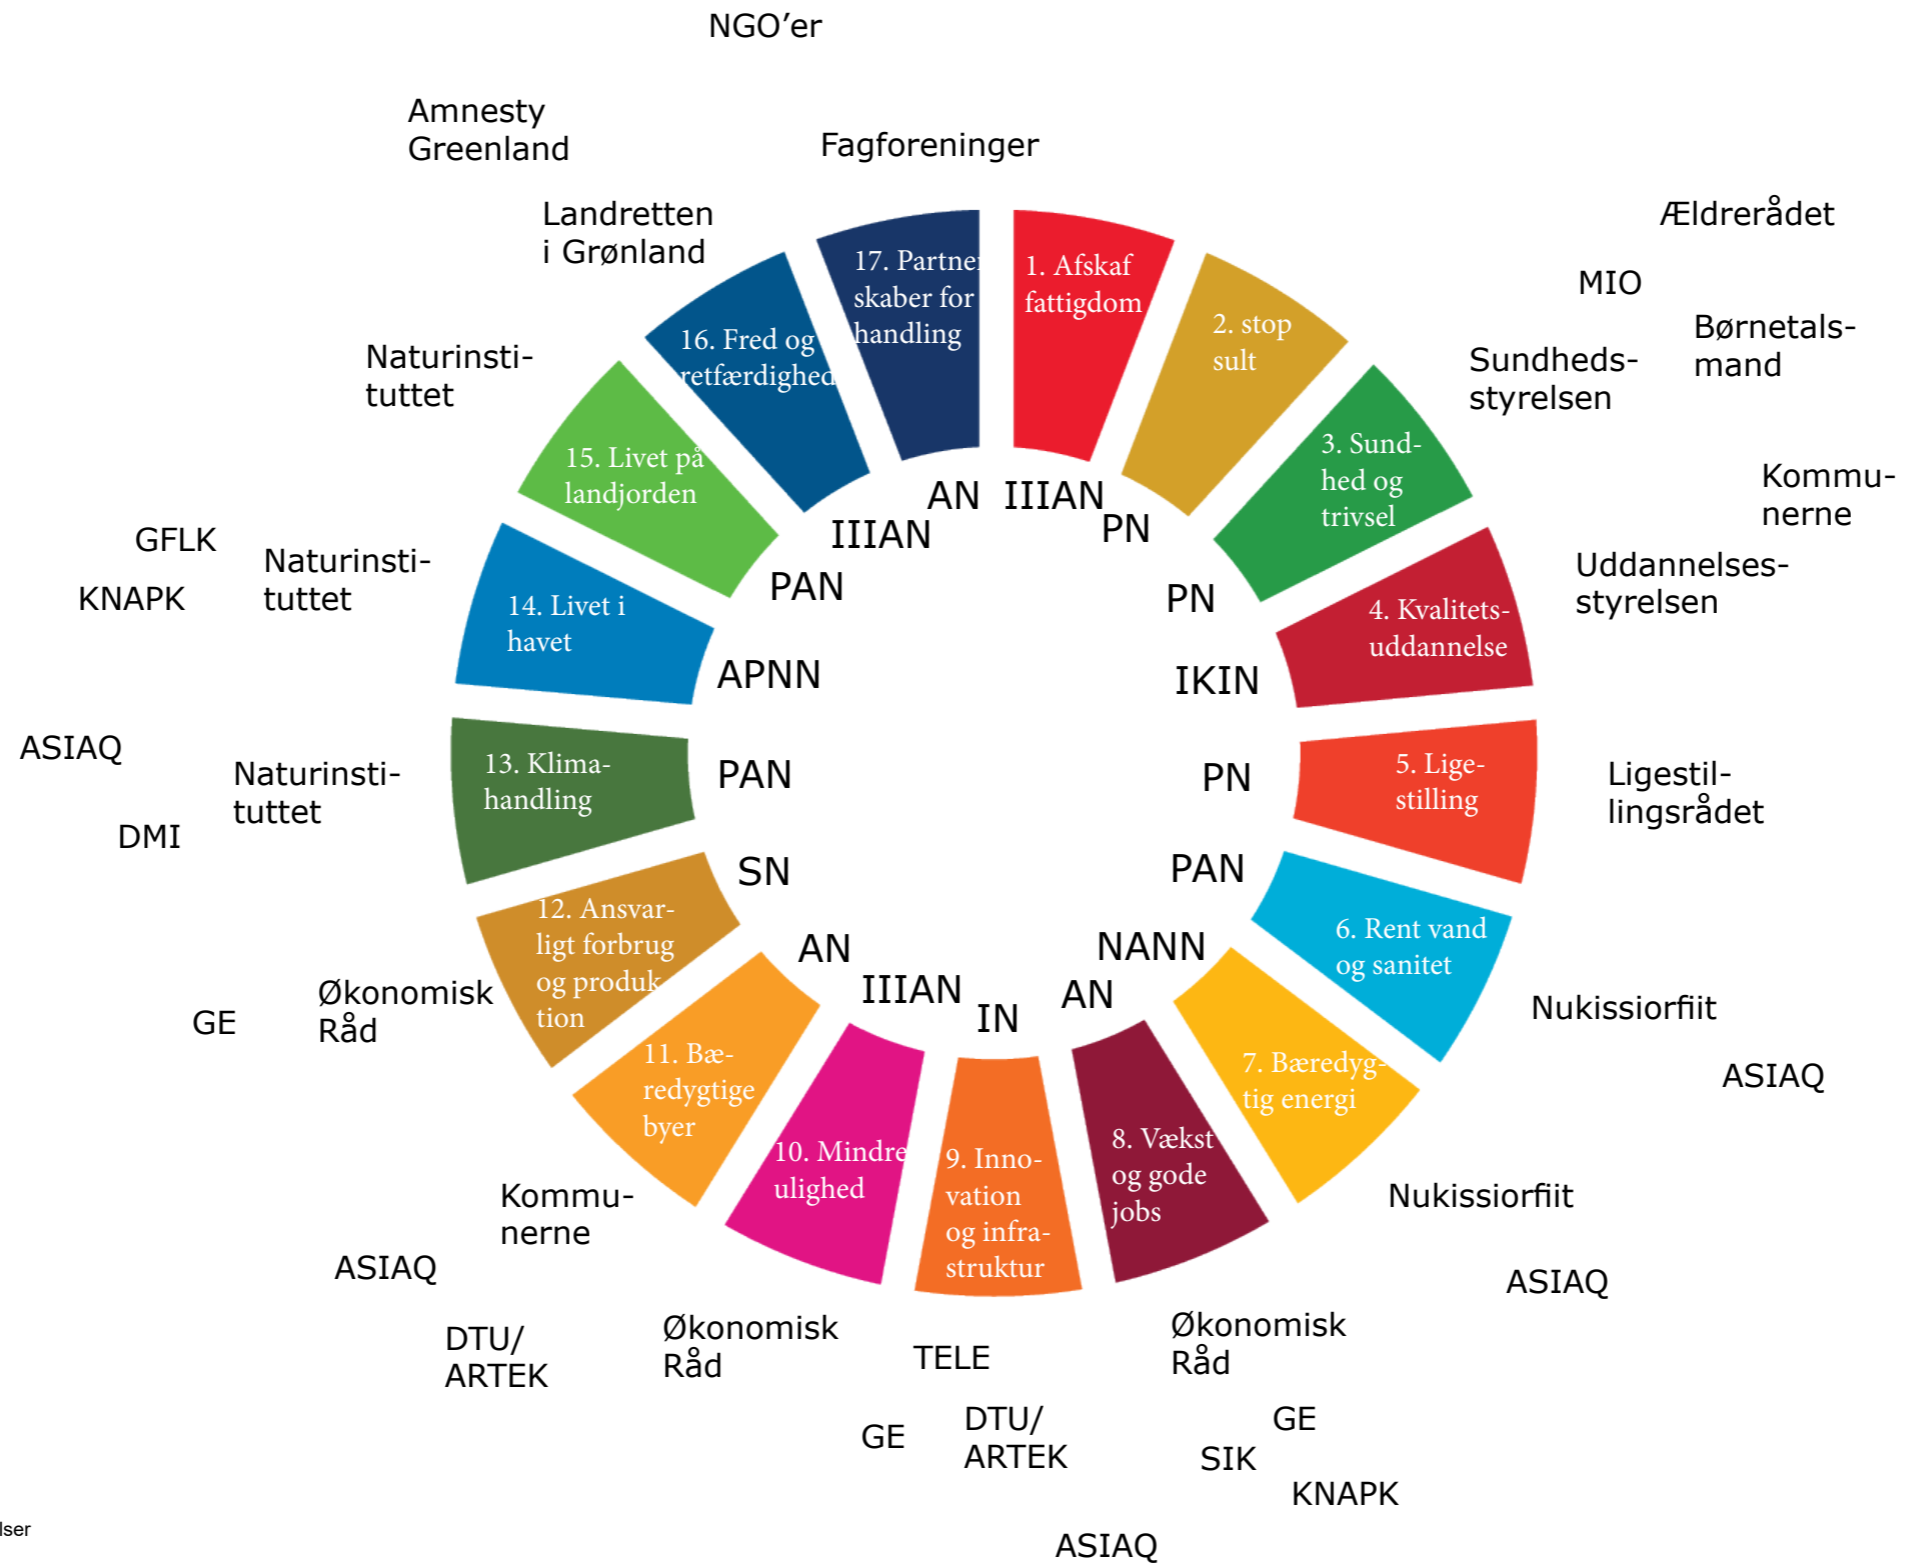 NGO’er
Amnesty
Greenland
Fagforeninger
Landretten
i Grønland
Ældrerådet
MIO
Børnetals-
mand
Sundheds-
styrelsen
Naturinsti-
tuttet
Kommu-
nerne
Uddannelses-
styrelsen
GFLK
KNAPK
Naturinsti-
tuttet
ASIAQ
DMI
Naturinsti-
tuttet
Ligestil-
lingsrådet
17. Partner
skaber for
handling
1. Afskaf
fattigdom
2. stop
sult
3. Sund-
hed og
trivsel
4. Kvalitets-
uddannelse
5. Lige-
stilling
6. Rent vand
og sanitet
7. Bæredyg-
tig energi
8. Vækst
og gode
jobs
9. Inno-
vation
og infra-
struktur
10. Mindre
ulighed
11. Bæ-
redygtige
byer
12. Ansvar-
ligt forbrug
og produk-
tion
13. Klima-
handling
14. Livet i
havet
15. Livet på
landjorden
16. Fred og
retfærdighed
AN
IIIAN
PN
PN
IKIN
PN
PAN
NANN
AN
IN
IIIAN
AN
SN
PAN
APNN
PAN
IIIAN
GE
Økonomisk
Råd
Nukissiorfiit
ASIAQ
Kommu-
nerne
ASIAQ
DTU/
ARTEK
Nukissiorfiit
ASIAQ
Økonomisk
Råd
TELE
GE
DTU/
ARTEK
Økonomisk
Råd
GE
SIK
KNAPK
ASIAQ
lser